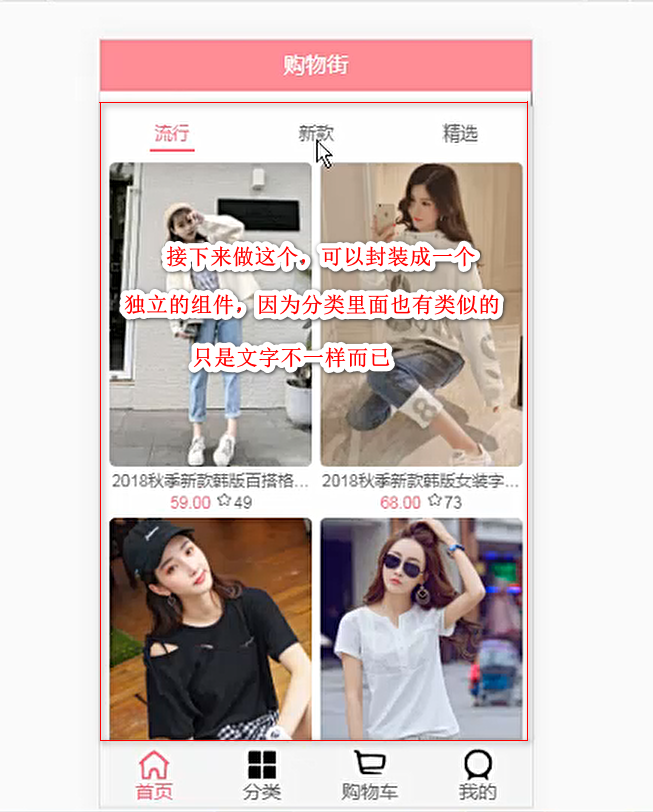 购物街
流行 新款 精选
接下来做这个，可以封装成一个
独立的组件，因为分类里面也有类似的
只是文字不一样而已
8
2018秋季新款韩版百搭格... 2018秋季新款韩版女装字...
59.00 49 68.00 73
首页 分类 购物车 我的